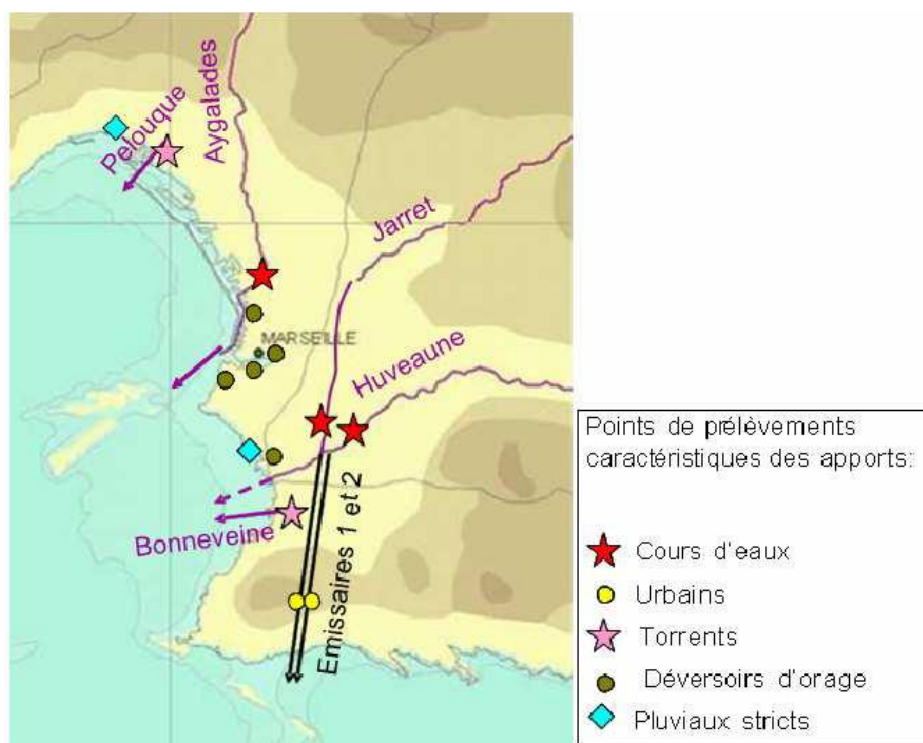 Pelouque
Aygalades
Jarret
MARSEILLE
Huveaune
Bonneveine
Emissaires 1 et 2
Points de prélèvements
caractéristiques des apports:
Cours d'eaux
Urbains
Torrents
Déversoirs d'orage
Pluviaux stricts